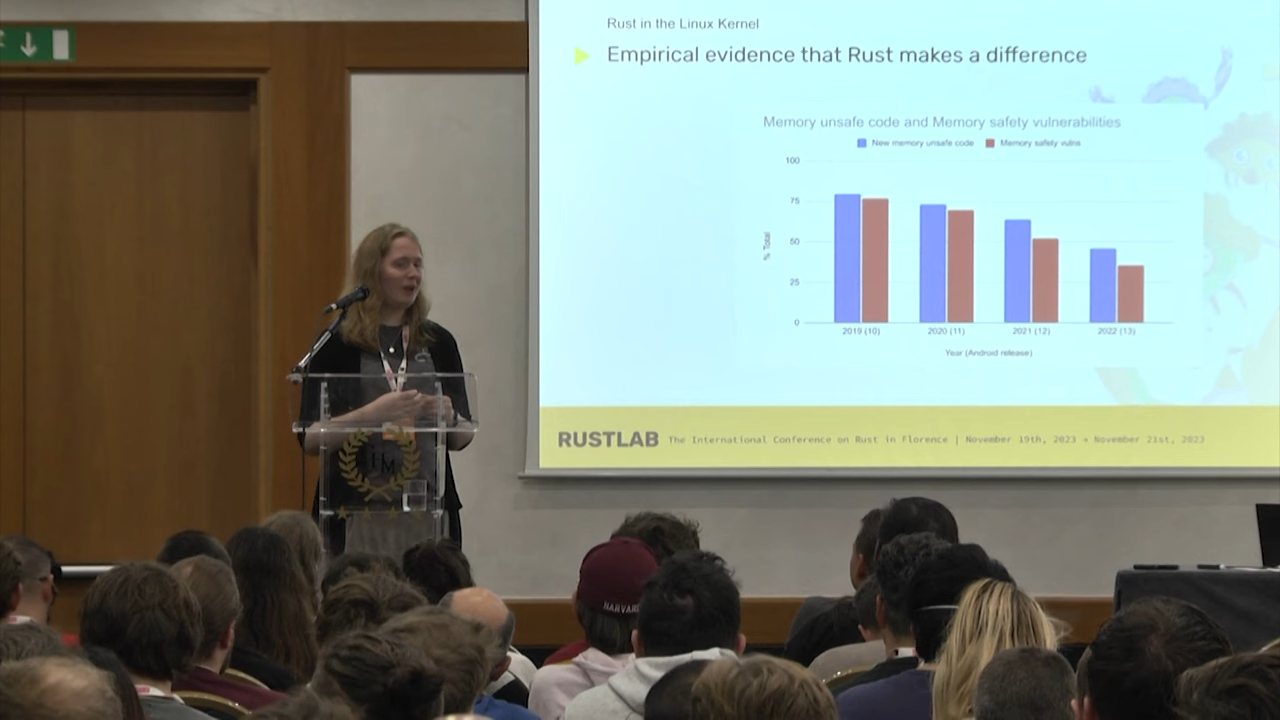 Rust in the Linux Kernel
Empirical evidence that Rust makes a difference
Memory unsafe code and Memory safety vulnerabilities
New memory unsafe code Memory safety vulns
100
75
50
25
0
% Total
2019 (10) 2020 (11) 2021 (12) 2022 (13)
Year (Android release)
RUSTLAB The International Conference on Rust in Florence | November 19th, 2023 → November 21st, 2023
HM
HARVAR